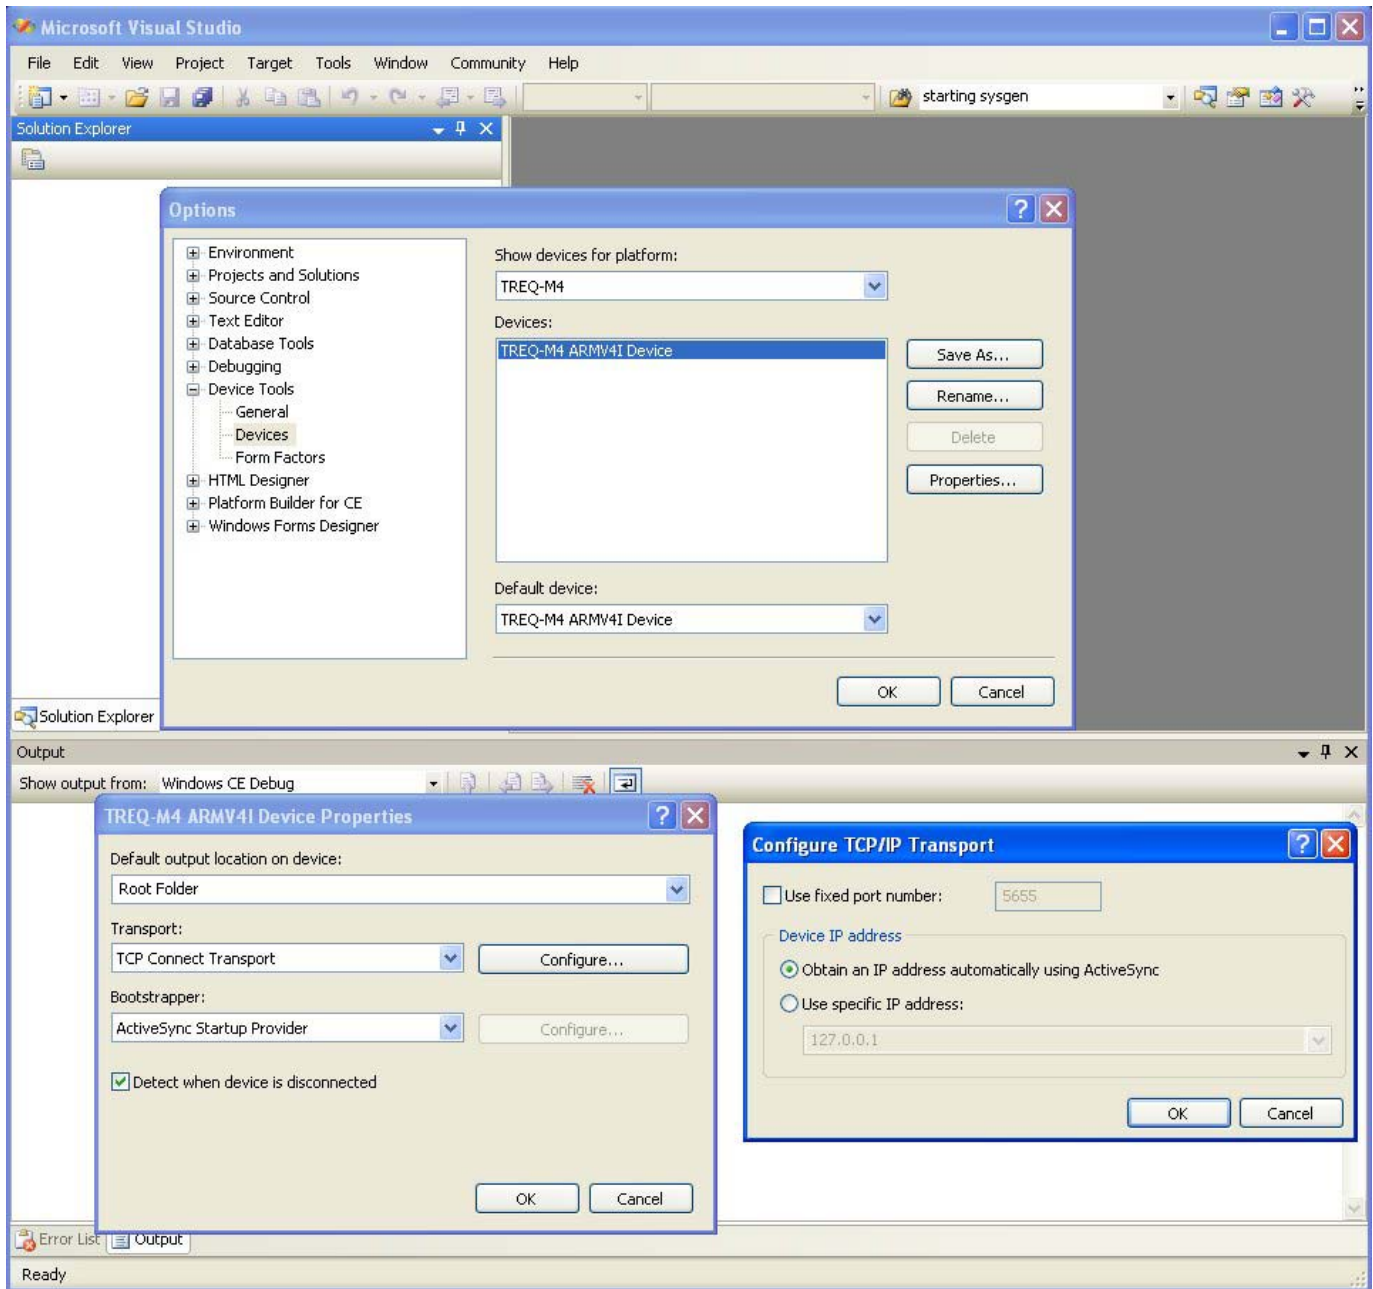 Microsoft Visual Studio
File Edit View Project Target Tools Window Community Help
starting sysgen
Solution Explorer
Options
Environment
Projects and Solutions
Source Control
Text Editor
Database Tools
Debugging
Device Tools
General
Devices
Form Factors
HTML Designer
Platform Builder for CE
Windows Forms Designer
Show devices for platform:
TREQ-M4
Devices:
TREQ-M4 ARMV4I Device
Save As...
Rename...
Delete
Properties...
Default device:
TREQ-M4 ARMV4I Device
OK Cancel
Solution Explorer
Output
Show output from: Windows CE Debug
TREQ-M4 ARMV4I Device Properties
Default output location on device:
Root Folder
Transport:
TCP Connect Transport Configure...
Bootstrapper:
ActiveSync Startup Provider Configure...
Detect when device is disconnected
OK Cancel
Configure TCP/IP Transport
Use fixed port number: 5655
Device IP address
Obtain an IP address automatically using ActiveSync
Use specific IP address:
127.0.0.1
OK Cancel
Error List Output
Ready